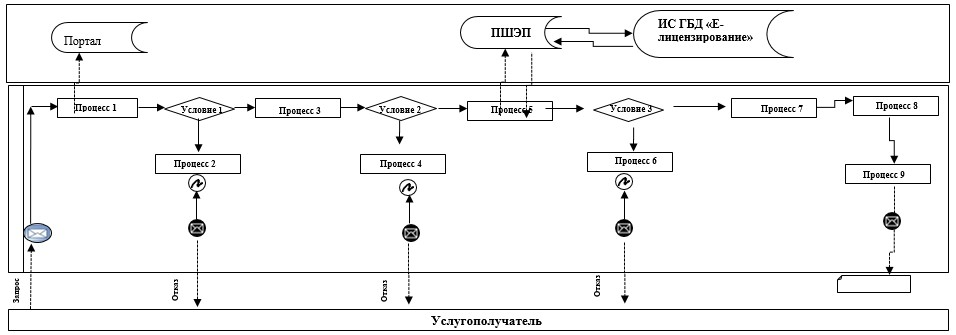 Портал
ПШЭП
ИС ГБД «Е-
лицензирование»
Процесс 1
Условие 1
Процесс 3
Условие 2
Процесс 5
Условие 3
Процесс 7
Процесс 8
Процесс 2
Процесс 4
Процесс 6
Процесс 9
Запрос
Отказ
Отказ
Отказ
Услугополучатель